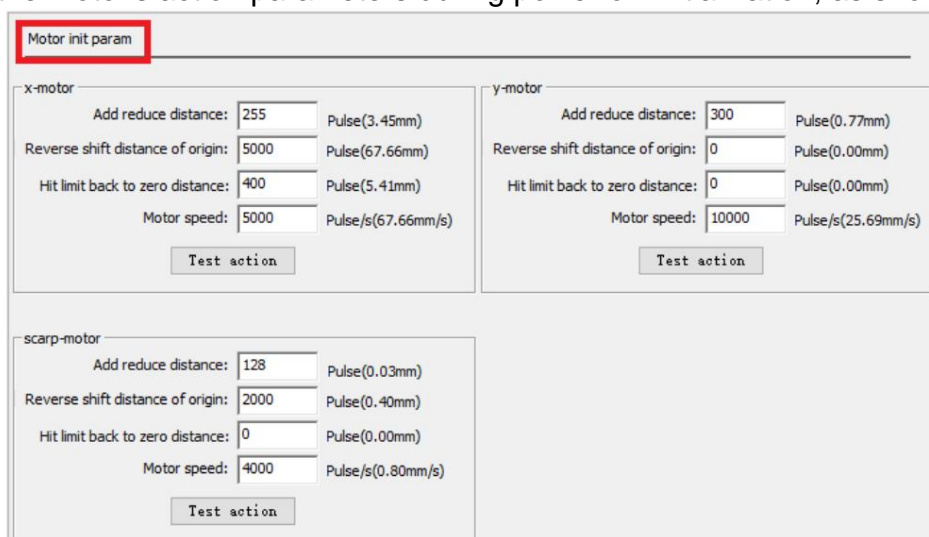 Motor init param
x-motor
Add reduce distance: 255 Pulse(3.45mm)
Reverse shift distance of origin: 5000 Pulse(67.66mm)
Hit limit back to zero distance: 400 Pulse(5.41mm)
Motor speed: 5000 Pulse/s(67.66mm/s)
Test action
y-motor
Add reduce distance: 300 Pulse(0.77mm)
Reverse shift distance of origin: 0 Pulse(0.00mm)
Hit limit back to zero distance: 0 Pulse(0.00mm)
Motor speed: 10000 Pulse/s(25.69mm/s)
Test action
scarp-motor
Add reduce distance: 128 Pulse(0.03mm)
Reverse shift distance of origin: 2000 Pulse(0.40mm)
Hit limit back to zero distance: 0 Pulse(0.00mm)
Motor speed: 4000 Pulse/s(0.80mm/s)
Test action